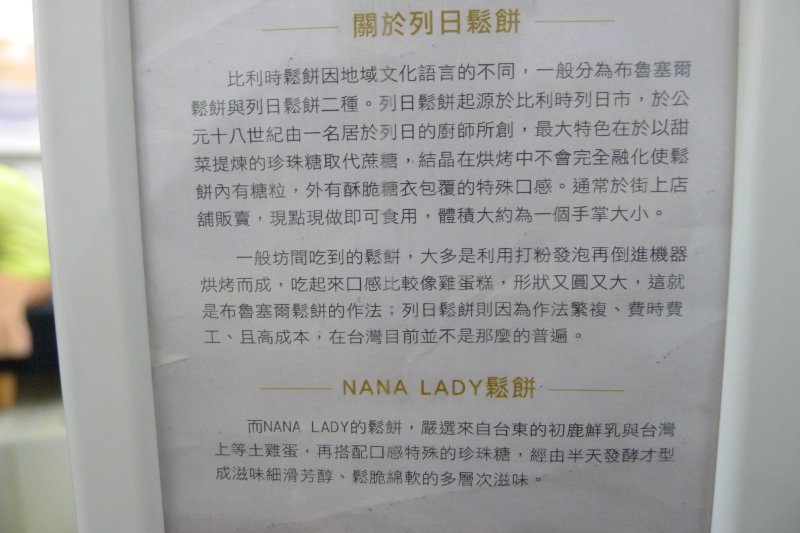 關於列日鬆餅
比利時鬆餅因地域文化語言的不同，一般分為布魯塞爾
鬆餅與列日鬆餅二種。列日鬆餅起源於比利時列日市，於公
元十八世紀由一名居於列日的廚師所創，最大特色在於以甜
菜提煉的珍珠糖取代蔗糖，結晶在烘烤中不會完全融化使鬆
餅內有糖粒，外有酥脆糖衣包覆的特殊口感。通常於街上店
舖販賣，現點現做即可食用，體積大約為一個手掌大小。
一般坊間吃到的鬆餅，大多是利用打粉發泡再倒進機器
烘烤而成，吃起來口感比較像雞蛋糕，形狀又圓又大，這就
是布魯塞爾鬆餅的作法；列日鬆餅則因為作法繁複、費時費
工、且高成本，在台灣目前並不是那麼的普遍。
NANA LADY鬆餅
而NANA LADY的鬆餅，嚴選來自台東的初鹿鮮乳與台灣
上等土雞蛋，再搭配口感特殊的珍珠糖，經由半天發酵才型
成滋味細滑芳醇、鬆脆綿軟的多層次滋味。